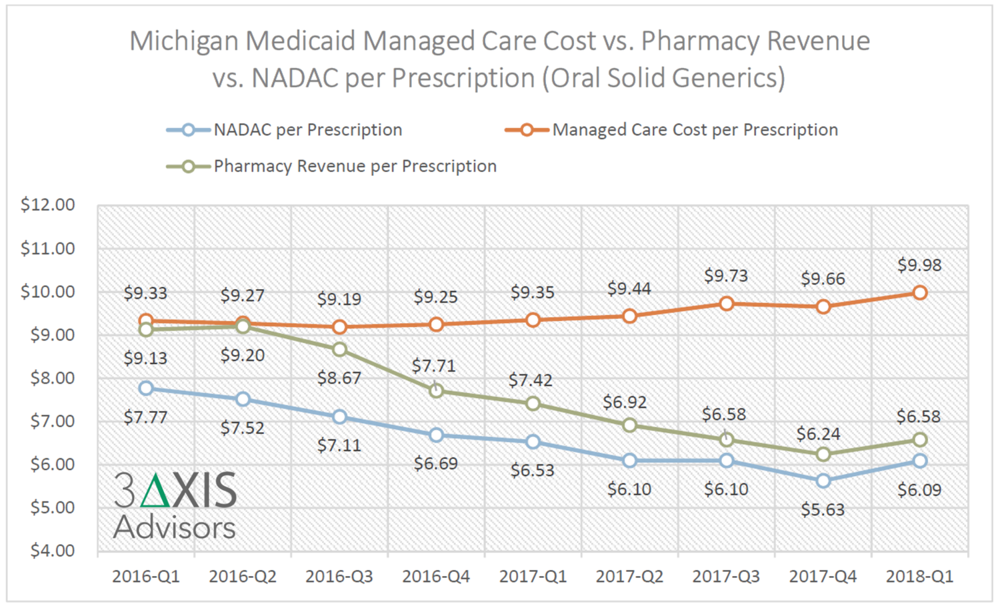 Michigan Medicaid Managed Care Cost vs. Pharmacy Revenue
vs. NADAC per Prescription (Oral Solid Generics)
NADAC per Prescription
Managed Care Cost per Prescription
Pharmacy Revenue per Prescription
$12.00
$11.00
$10.00
$9.00
$8.00
$7.00
$6.00
$5.00
$4.00
$9.33
$9.27
$9.19
$9.25
$9.35
$9.44
$9.73
$9.66
$9.98
$9.13
$9.20
$8.67
$7.71
$7.42
$6.92
$6.58
$6.24
$6.58
$7.77
$7.52
$7.11
$6.69
$6.53
$6.10
$6.10
$5.63
$6.09
3 AXIS
Advisors
2016-Q1
2016-Q2
2016-Q3
2016-Q4
2017-Q1
2017-Q2
2017-Q3
2017-Q4
2018-Q1